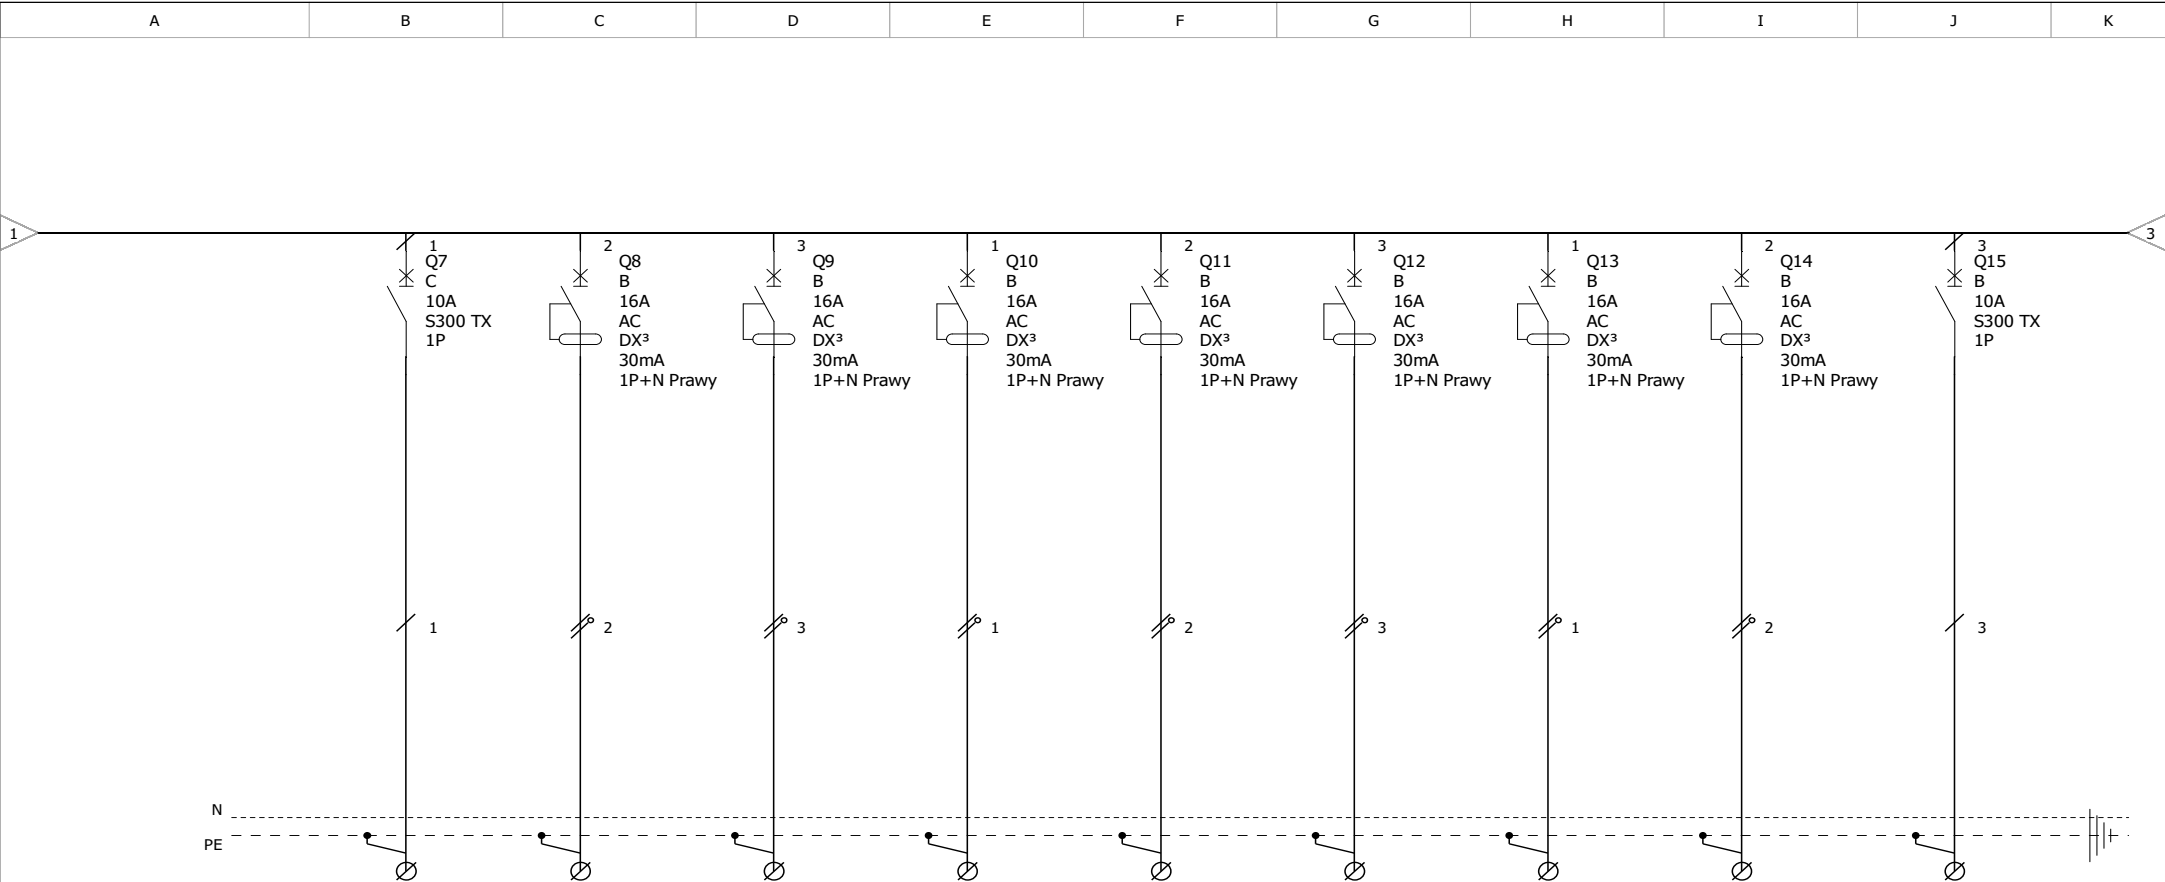 A B C D E F G H I J K
1
3
1
Q7
C
10A
S300 TX
1P
2
Q8
B
16A
AC
DX³
30mA
1P+N Prawy
3
Q9
B
16A
AC
DX³
30mA
1P+N Prawy
1
Q10
B
16A
AC
DX³
30mA
1P+N Prawy
2
Q11
B
16A
AC
DX³
30mA
1P+N Prawy
3
Q12
B
16A
AC
DX³
30mA
1P+N Prawy
1
Q13
B
16A
AC
DX³
30mA
1P+N Prawy
2
Q14
B
16A
AC
DX³
30mA
1P+N Prawy
3
Q15
B
10A
S300 TX
1P
1 2 3 1 2 3 1 2 3
N
PE